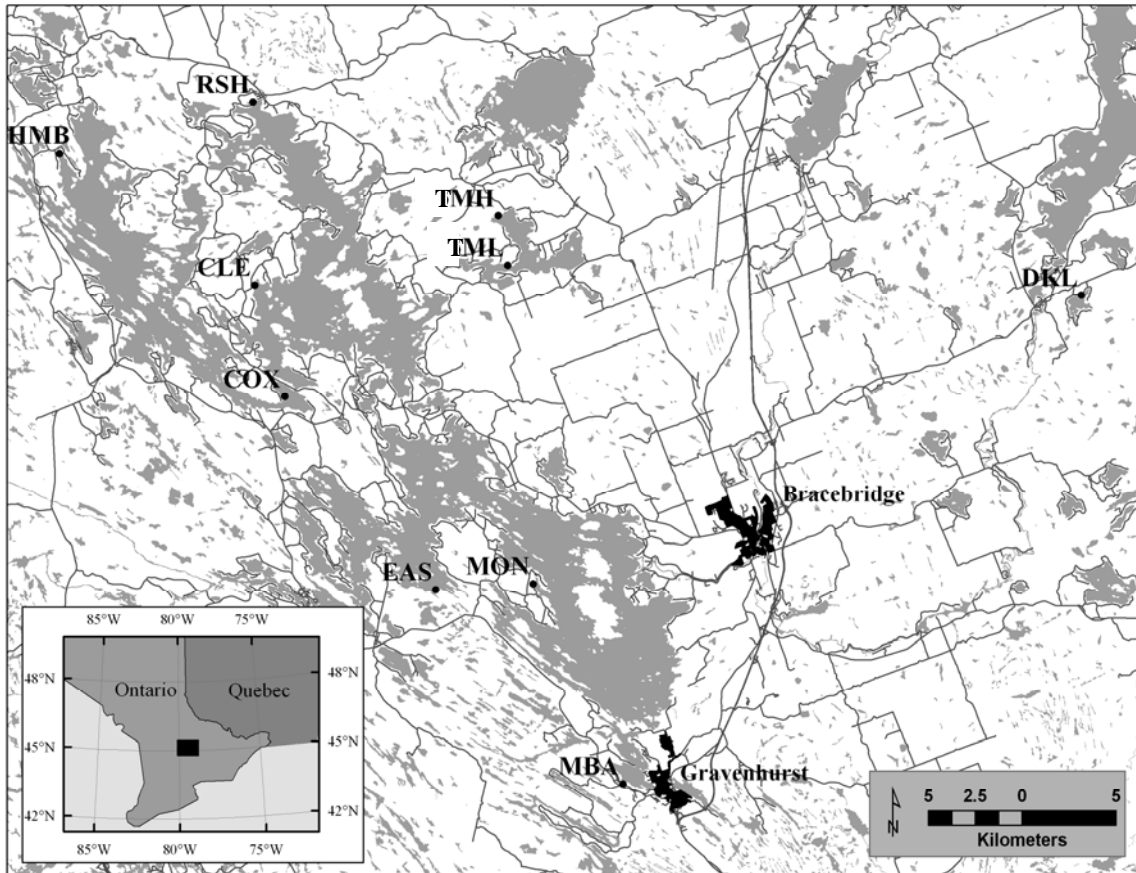 RSH
HMB
TMH
TML
CLE
DKL
COX
Bracebridge
EAS
MON
MBA
Gravenhurst
85°W 80°W 75°W
48°N 48°N
Ontario Quebec
45°N 45°N
42°N 42°N
85°W 80°W 75°W
N
5 2.5 0 5
Kilometers